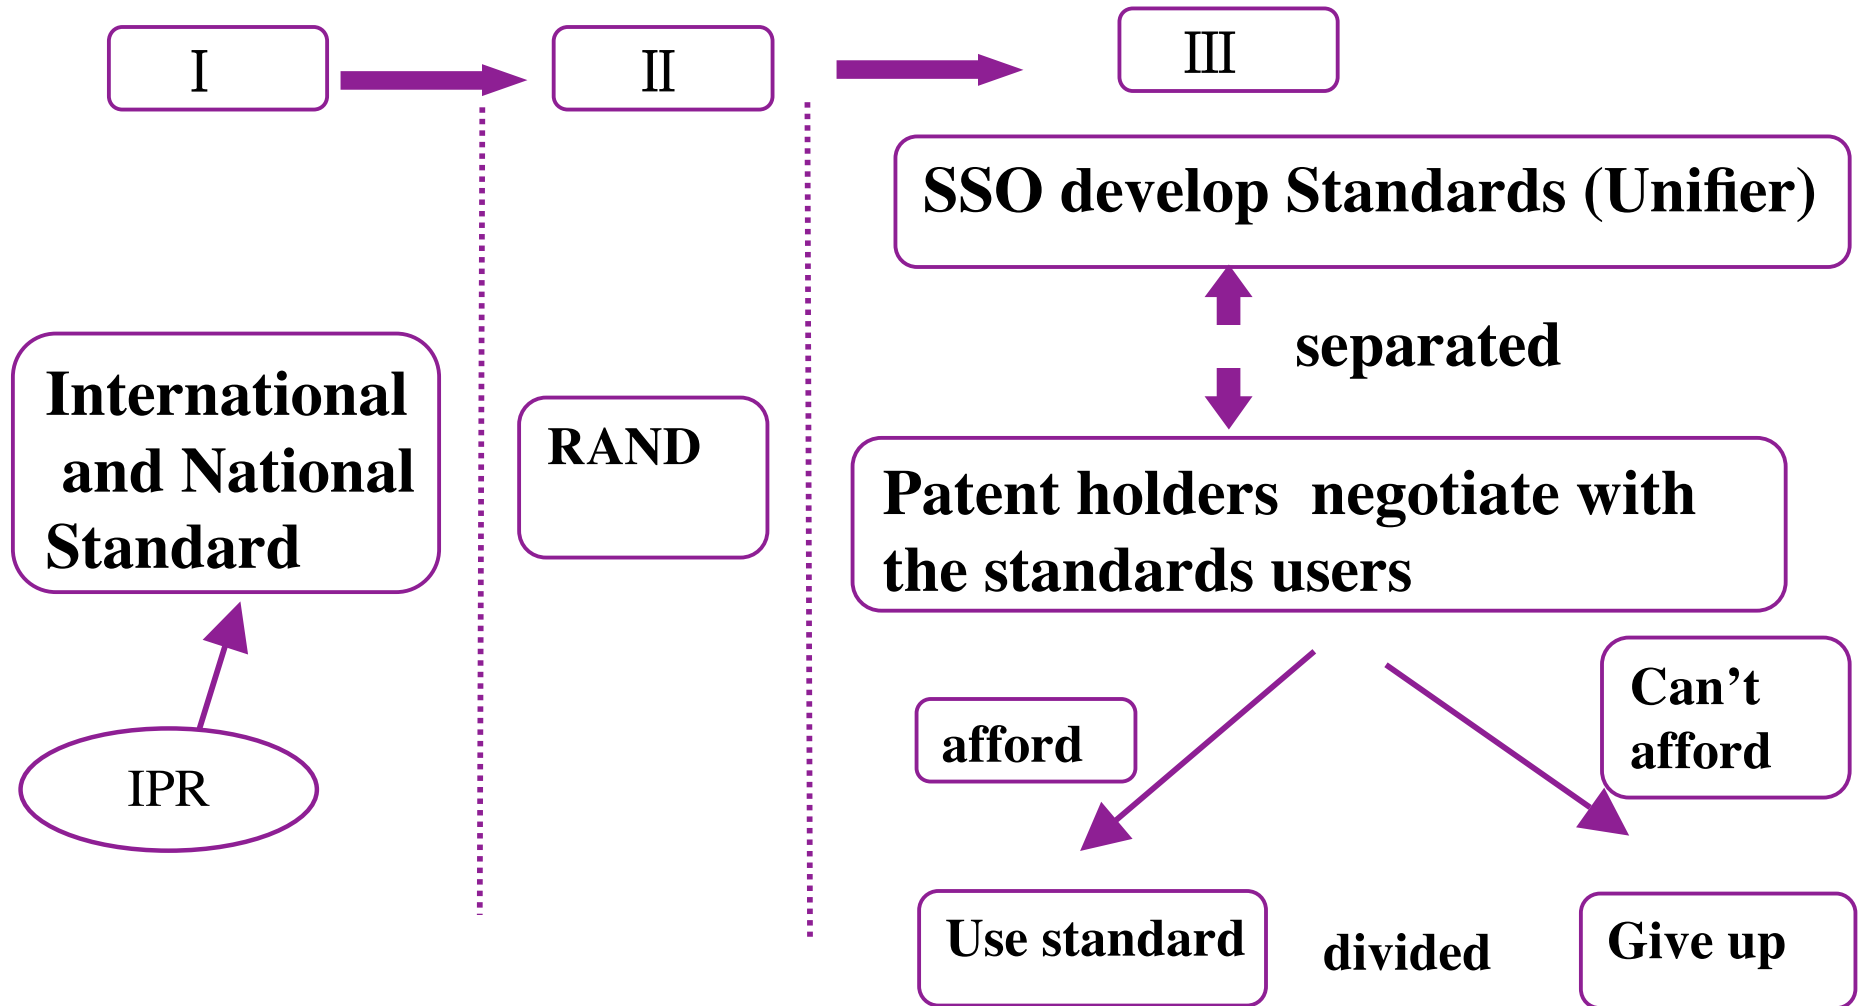 Ⅰ
Ⅱ
Ⅲ
SSO develop Standards (Unifier)
separated
International
and National
Standard
RAND
Patent holders negotiate with
the standards users
IPR
afford
Can’t
afford
Use standard
divided
Give up